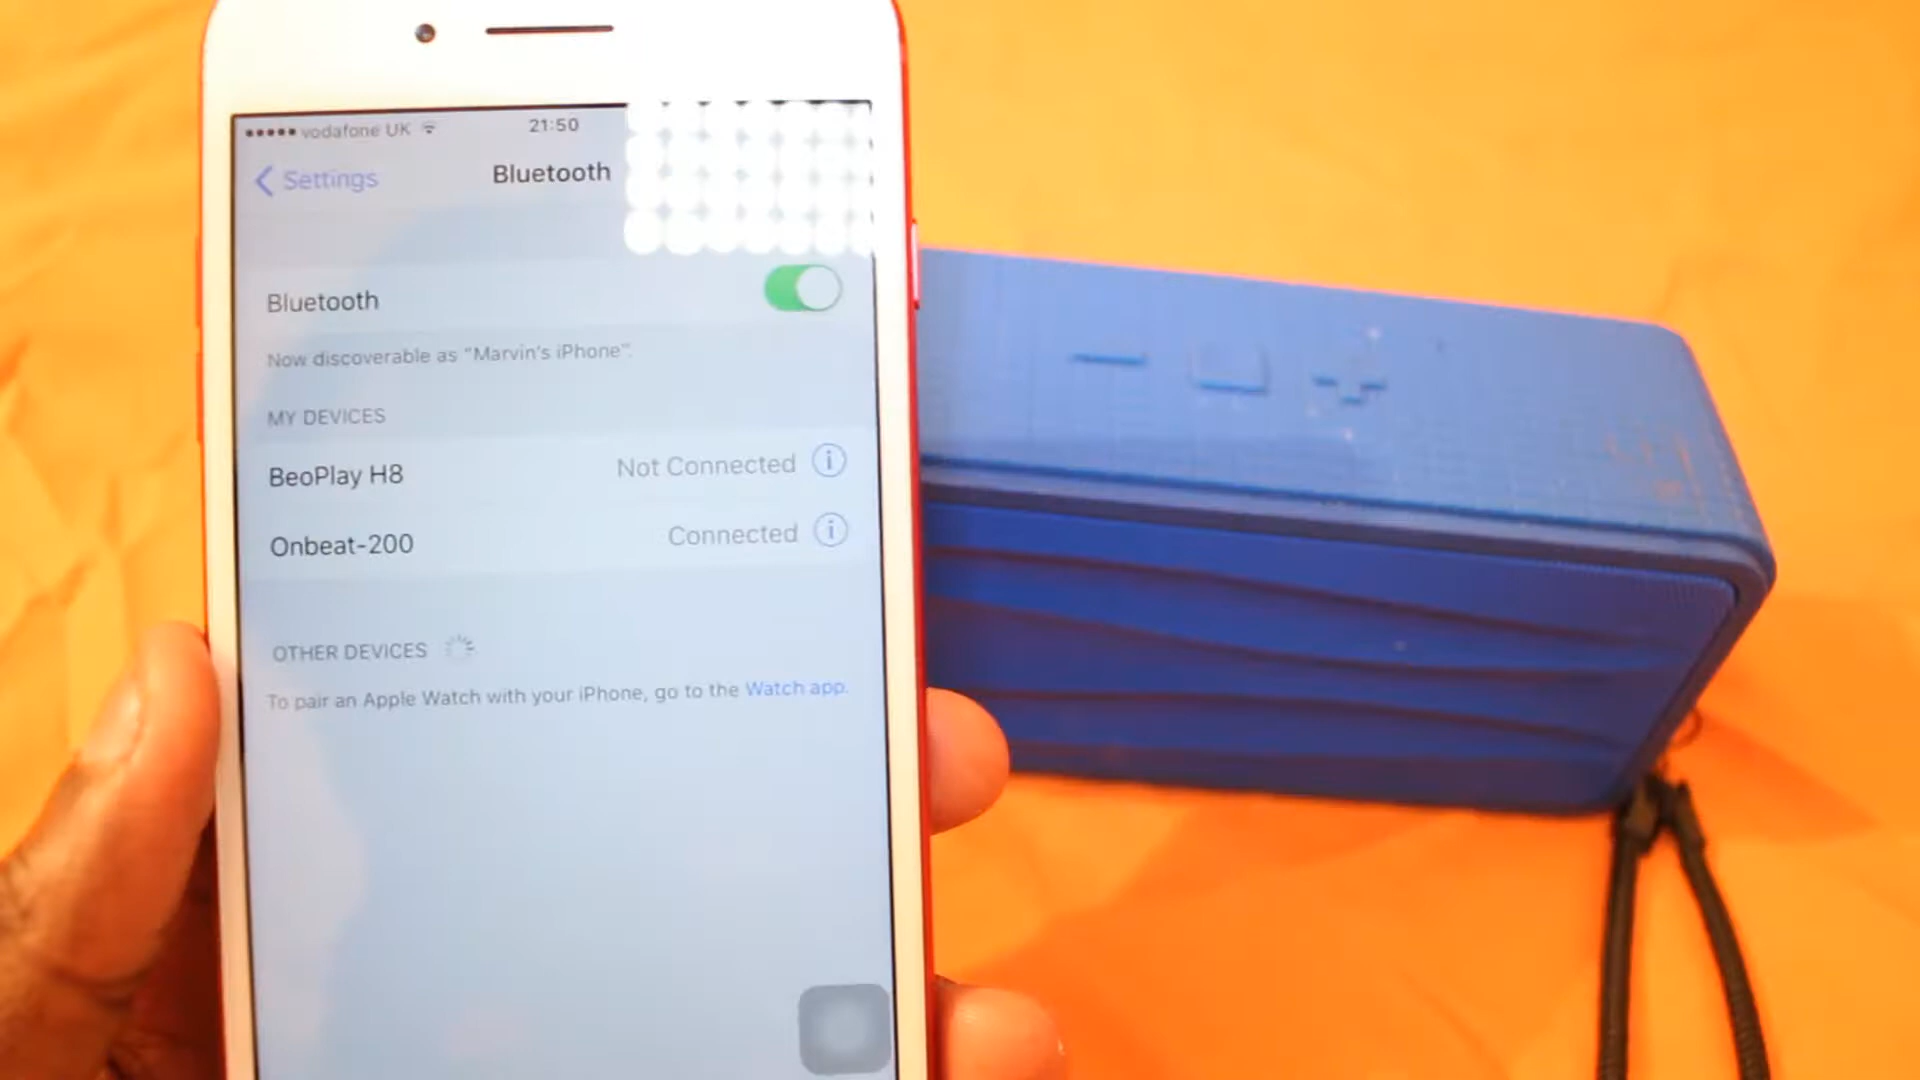 vodafone UK 21:50
Settings Bluetooth
Bluetooth
Now discoverable as “Marvin's iPhone”.
MY DEVICES
BeoPlay H8 Not Connected
Onbeat-200 Connected
OTHER DEVICES
To pair an Apple Watch with your iPhone, go to the Watch app.